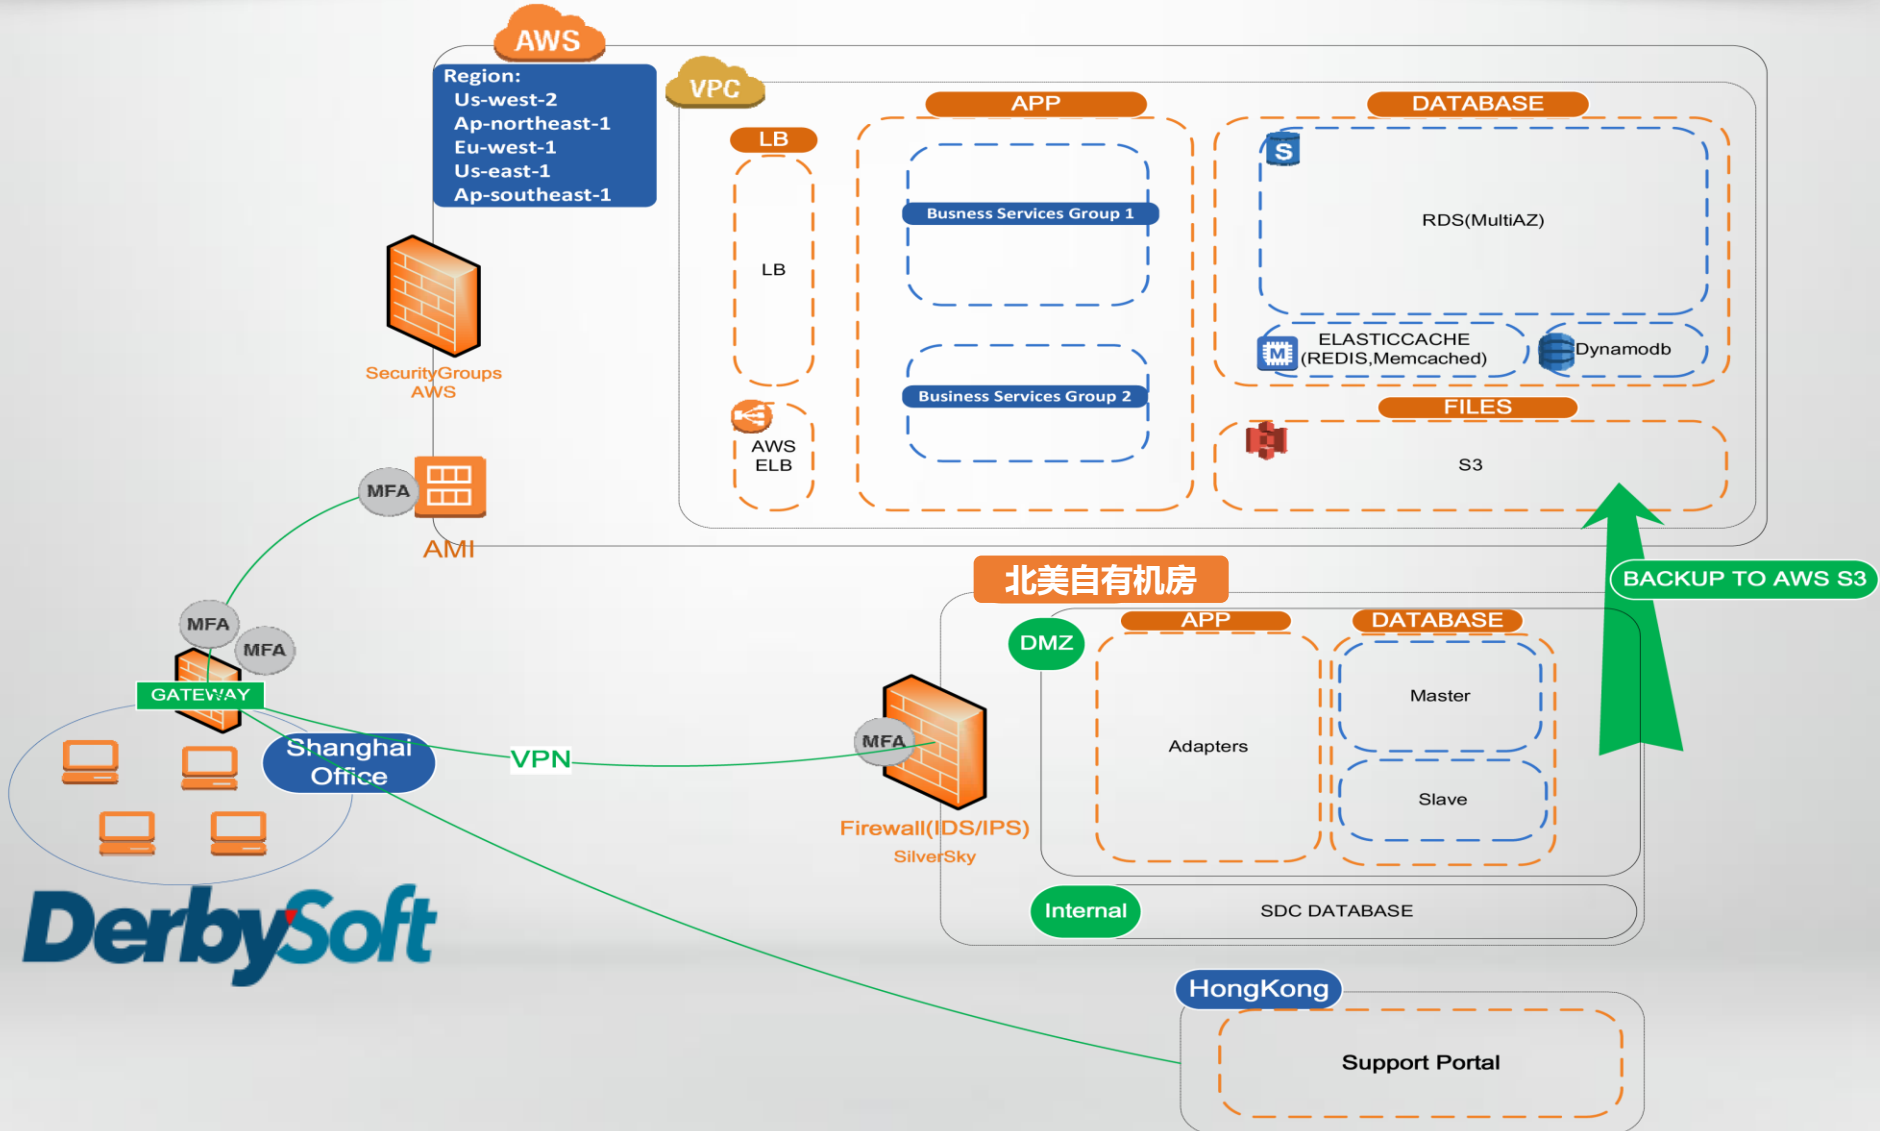 AWS
Region:
Us-west-2
Ap-northeast-1
Eu-west-1
Us-east-1
Ap-southeast-1
VPC
LB
LB
AWS
ELB
APP
Busness Services Group 1
Business Services Group 2
DATABASE
S
RDS(MultiAZ)
M
ELASTICCACHE
(REDIS,Memcached)
Dynamodb
FILES
S3
SecurityGroups
AWS
MFA
AMI
BACKUP TO AWS S3
北美自有机房
DMZ
APP
Adapters
DATABASE
Master
Slave
MFA
MFA
GATEWAY
Shanghai
Office
VPN
MFA
Firewall(IDS/IPS)
SilverSky
Internal
SDC DATABASE
DerbySoft
HongKong
Support Portal